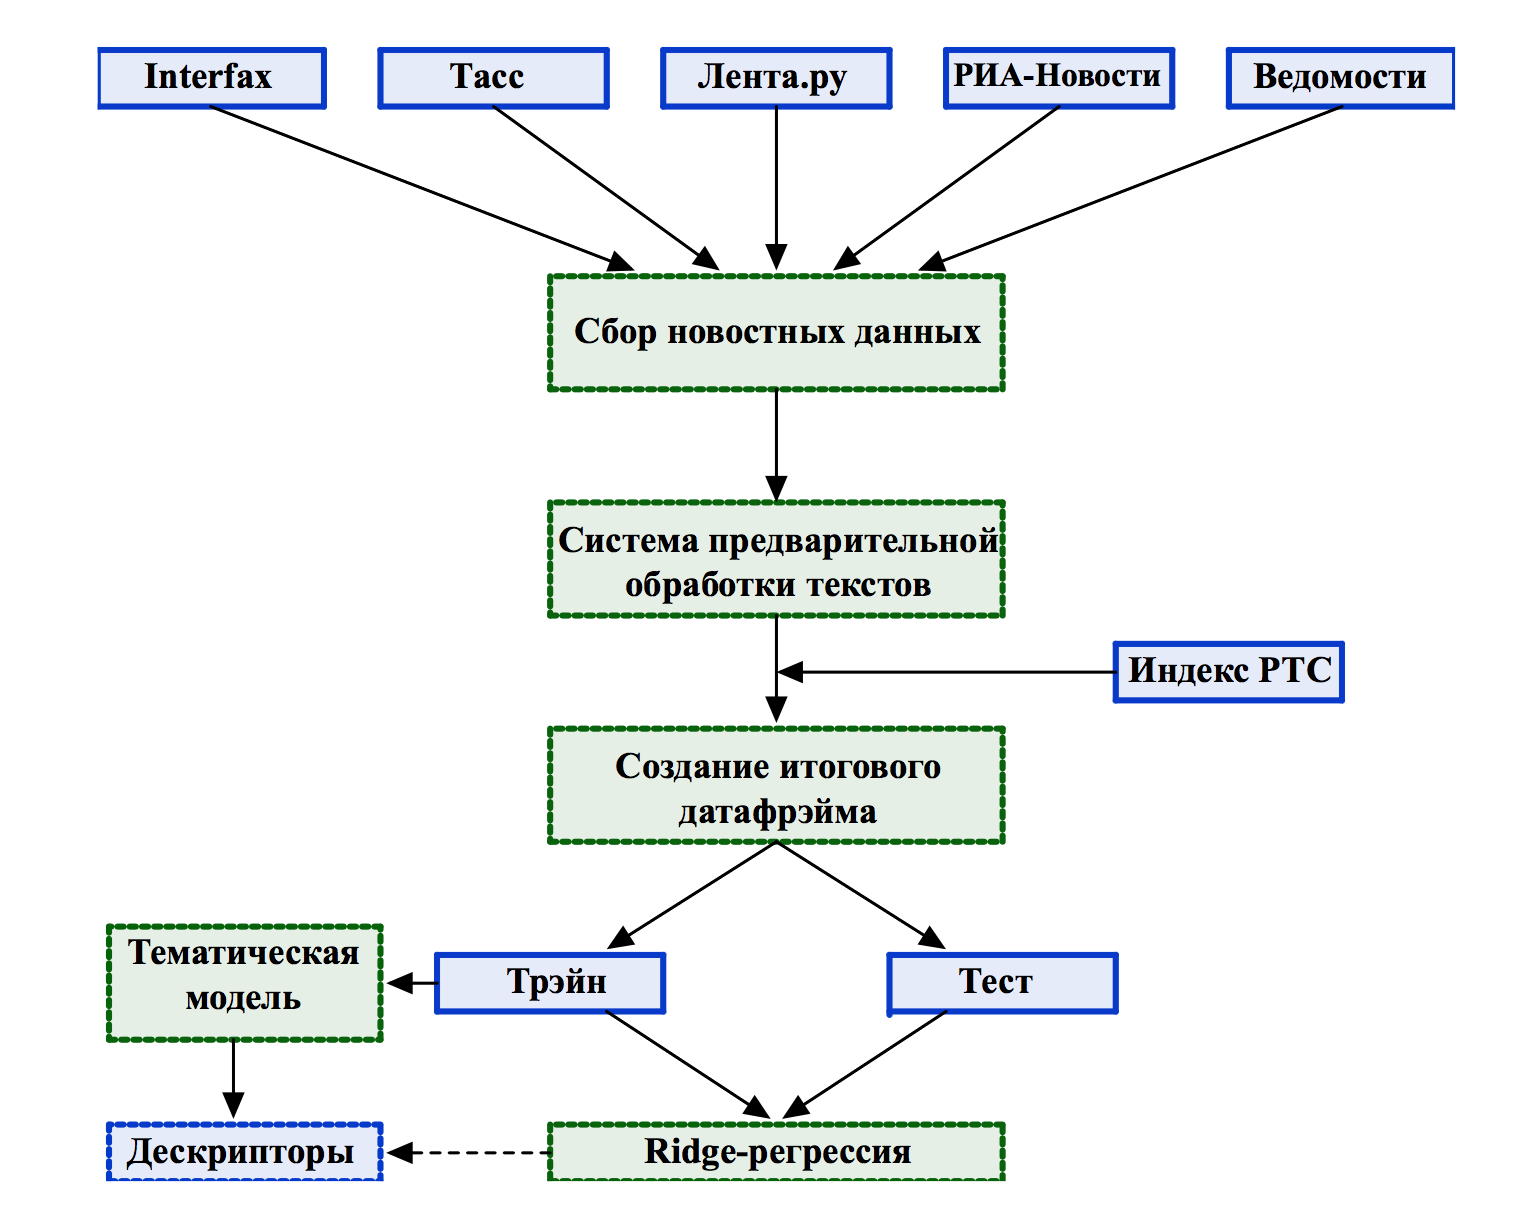 Interfax
Тасс
Лента.ру
РИА-Новости
Ведомости
Сбор новостных данных
Система предварительной
обработки текстов
Индекс РТС
Создание итогового
датафрэйма
Тематическая
модель
Трэйн
Тест
Дескрипторы
Ridge-регрессия